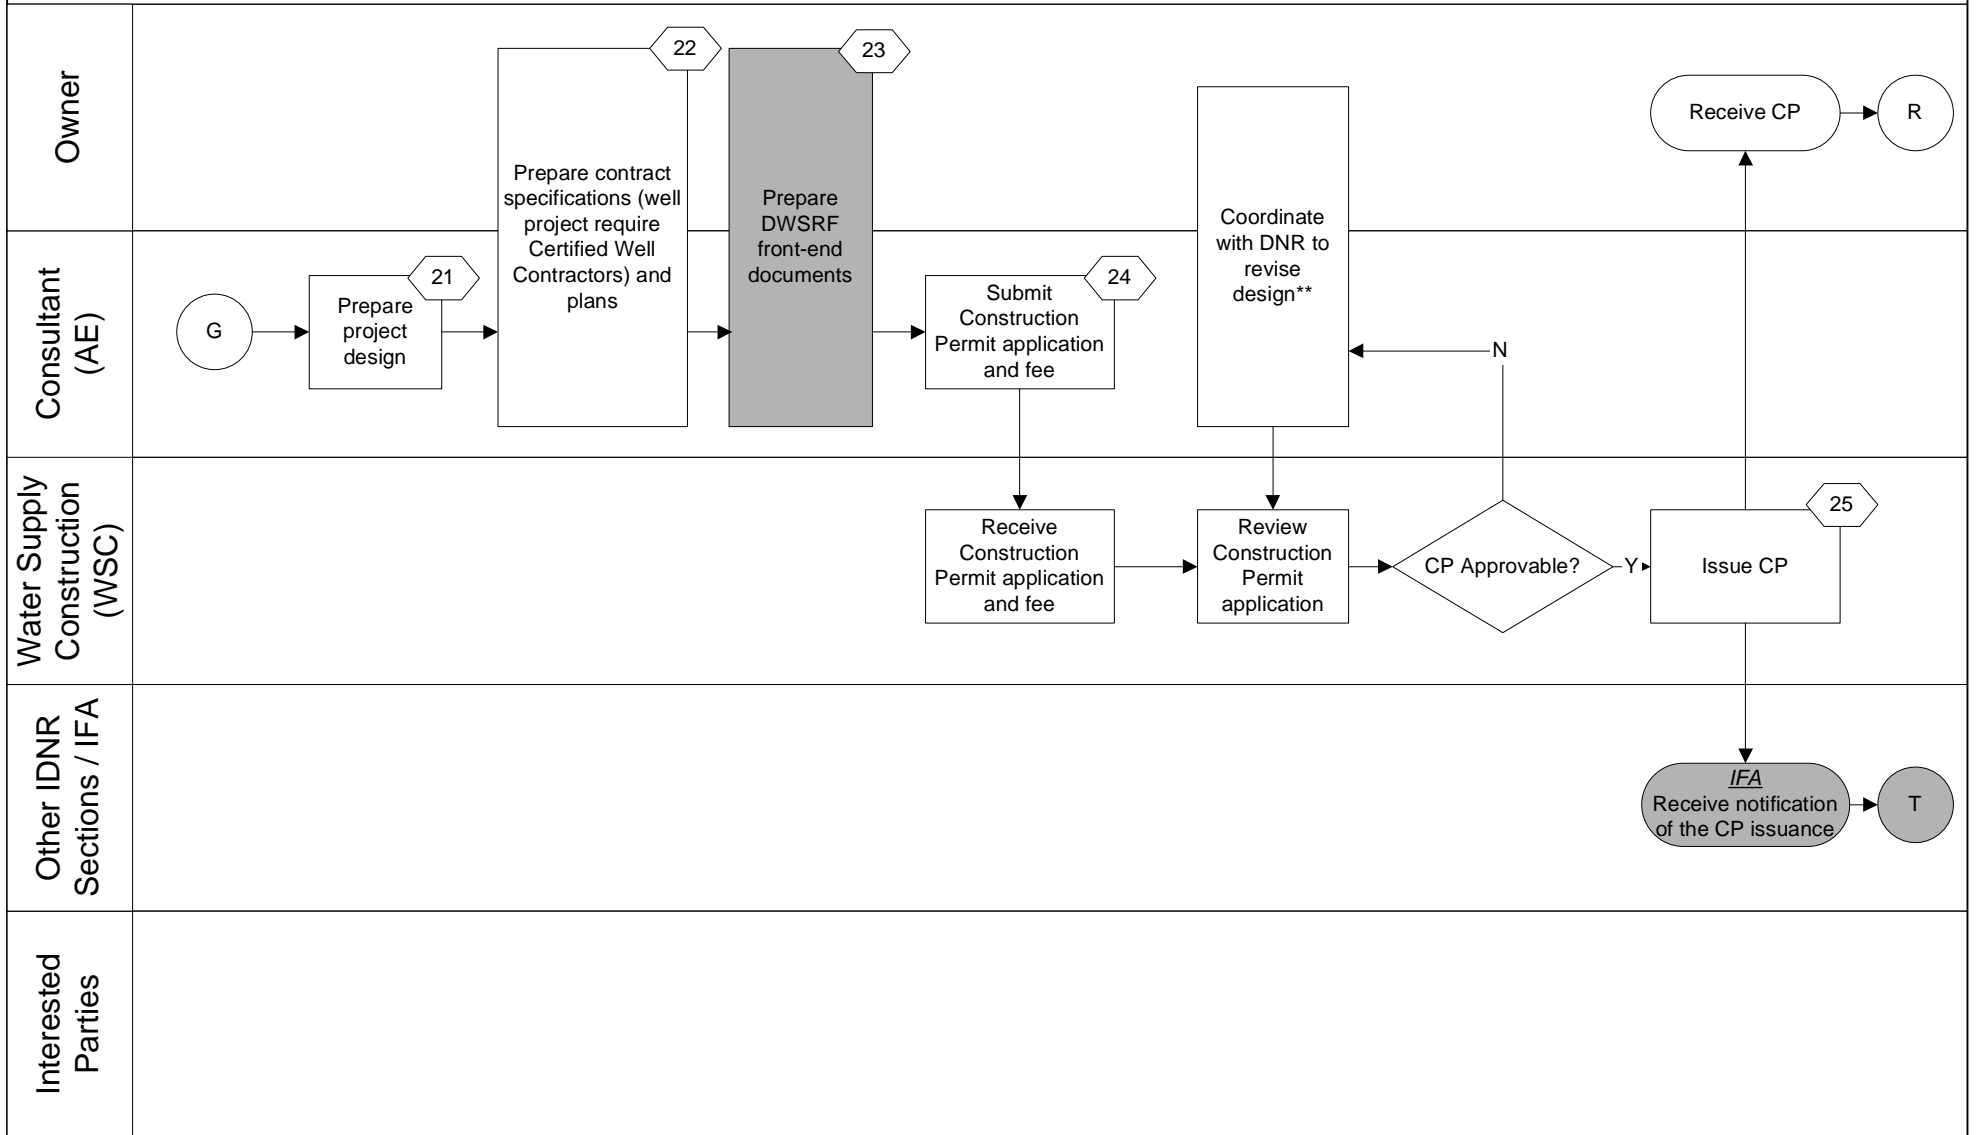 Owner
22
23
Prepare contract
specifications (well
project require
Certified Well
Contractors) and
plans
Prepare
DWSRF
front-end
documents
Coordinate
with DNR to
revise
design**
Receive CP
R
Consultant
(AE)
G
21
Prepare
project
design
24
Submit
Construction
Permit application
and fee
N
Water Supply
Construction
(WSC)
Receive
Construction
Permit application
and fee
Review
Construction
Permit
application
CP Approvable?
Y
25
Issue CP
Other IDNR
Sections / IFA
IFA
Receive notification
of the CP issuance
T
Interested
Parties